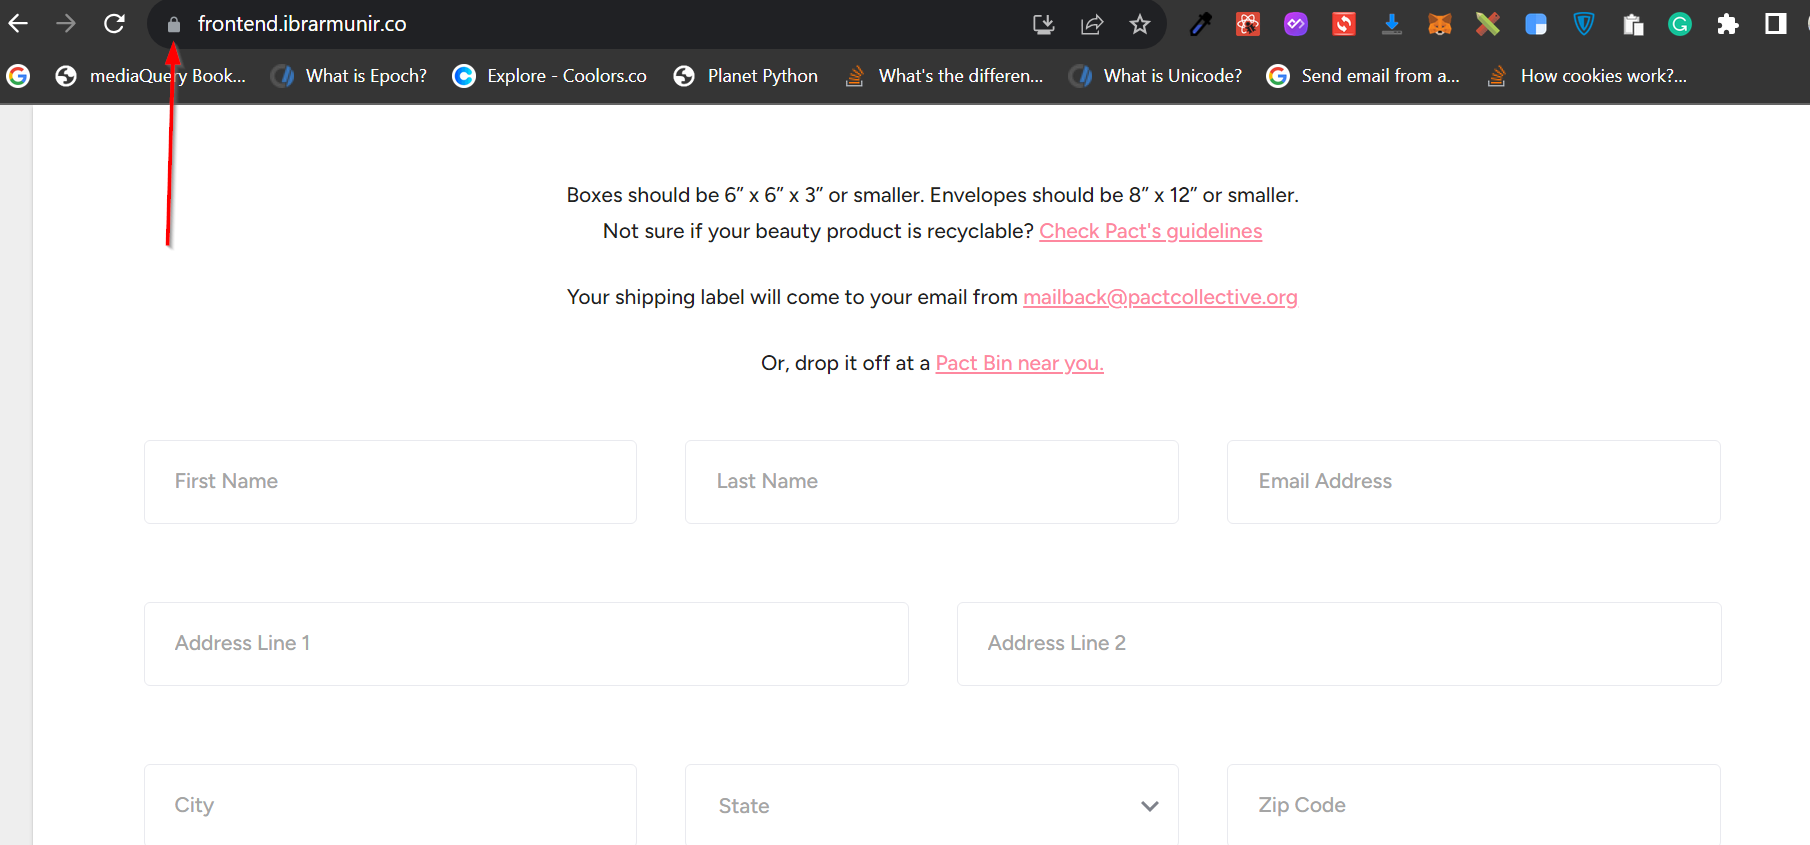 frontend.ibrarmunir.co
mediaQuery Book... What is Epoch? Explore - Coolors.co Planet Python What's the differen... What is Unicode? Send email from a... How cookies work?...
Boxes should be 6” x 6” x 3” or smaller. Envelopes should be 8” x 12” or smaller.
Not sure if your beauty product is recyclable? Check Pact's guidelines
Your shipping label will come to your email from mailback@pactcollective.org
Or, drop it off at a Pact Bin near you.
First Name Last Name Email Address
Address Line 1 Address Line 2
City State Zip Code